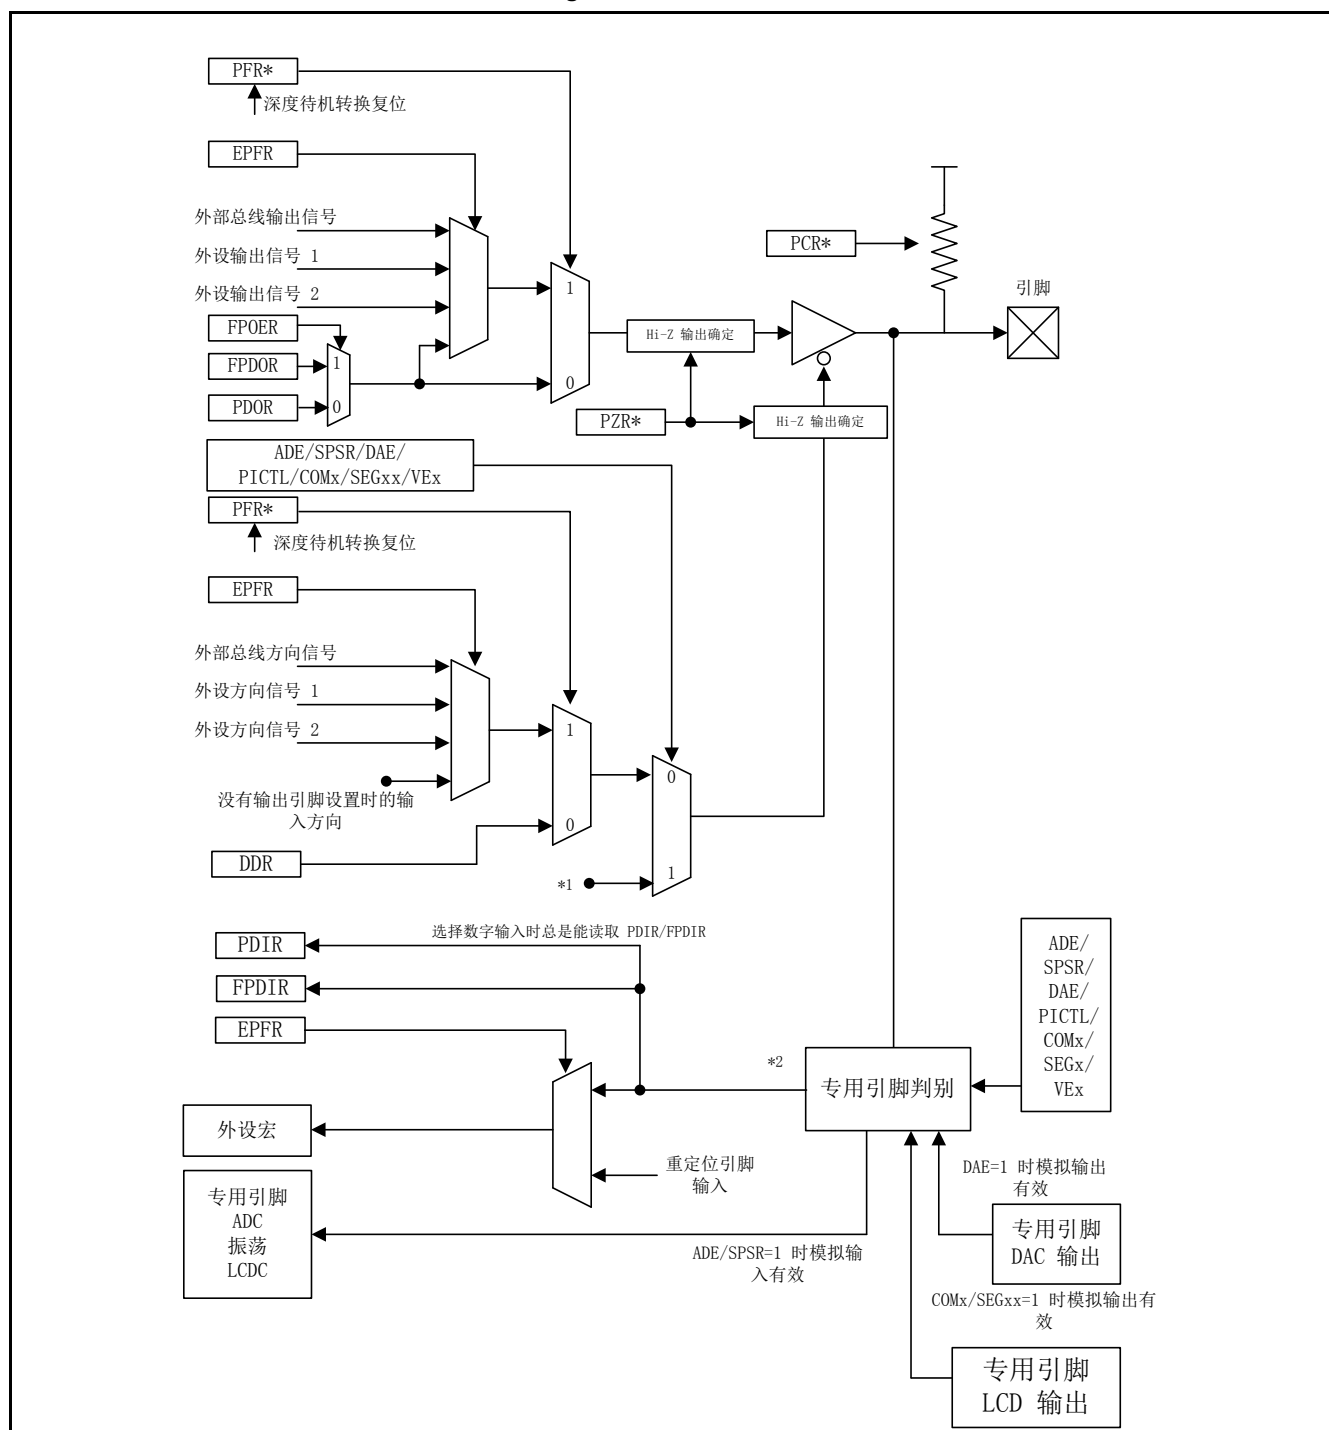 PFR*
深度待机转换复位
EPFR
外部总线输出信号
外设输出信号 1
外设输出信号 2
FPOER
FPDOR
PDOR
1
0
1
0
Hi-Z 输出确定
PZR*
Hi-Z 输出确定
PCR*
引脚
ADE/SPSR/DAE/
PICTL/COMx/SEGxx/VEx
PFR*
深度待机转换复位
EPFR
外部总线方向信号
外设方向信号 1
外设方向信号 2
没有输出引脚设置时的输
入方向
DDR
1
0
0
1
*1
选择数字输入时总是能读取 PDIR/FPDIR
PDIR
FPDIR
EPFR
*2
专用引脚判别
ADE/
SPSR/
DAE/
PICTL/
COMx/
SEGx/
VEx
外设宏
重定位引脚
输入
专用引脚
ADC
振荡
LCDC
ADE/SPSR=1 时模拟输
入有效
DAE=1 时模拟输出
有效
专用引脚
DAC 输出
COMx/SEGxx=1 时模拟输出有
效
专用引脚
LCD 输出